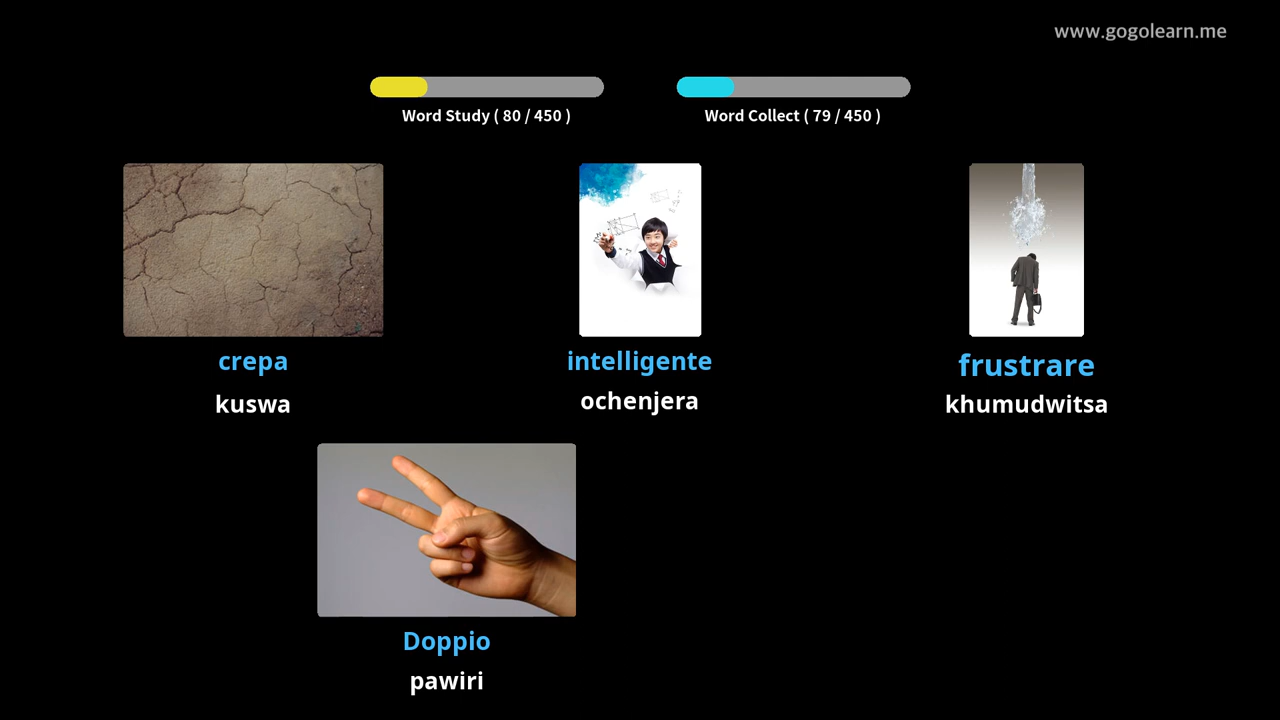 www.gogolearn.me
Word Study ( 80 / 450 )
Word Collect ( 79 / 450 )
crepa
kuswa
intelligente
ochenjera
frustrare
khumudwitsa
Doppio
pawiri